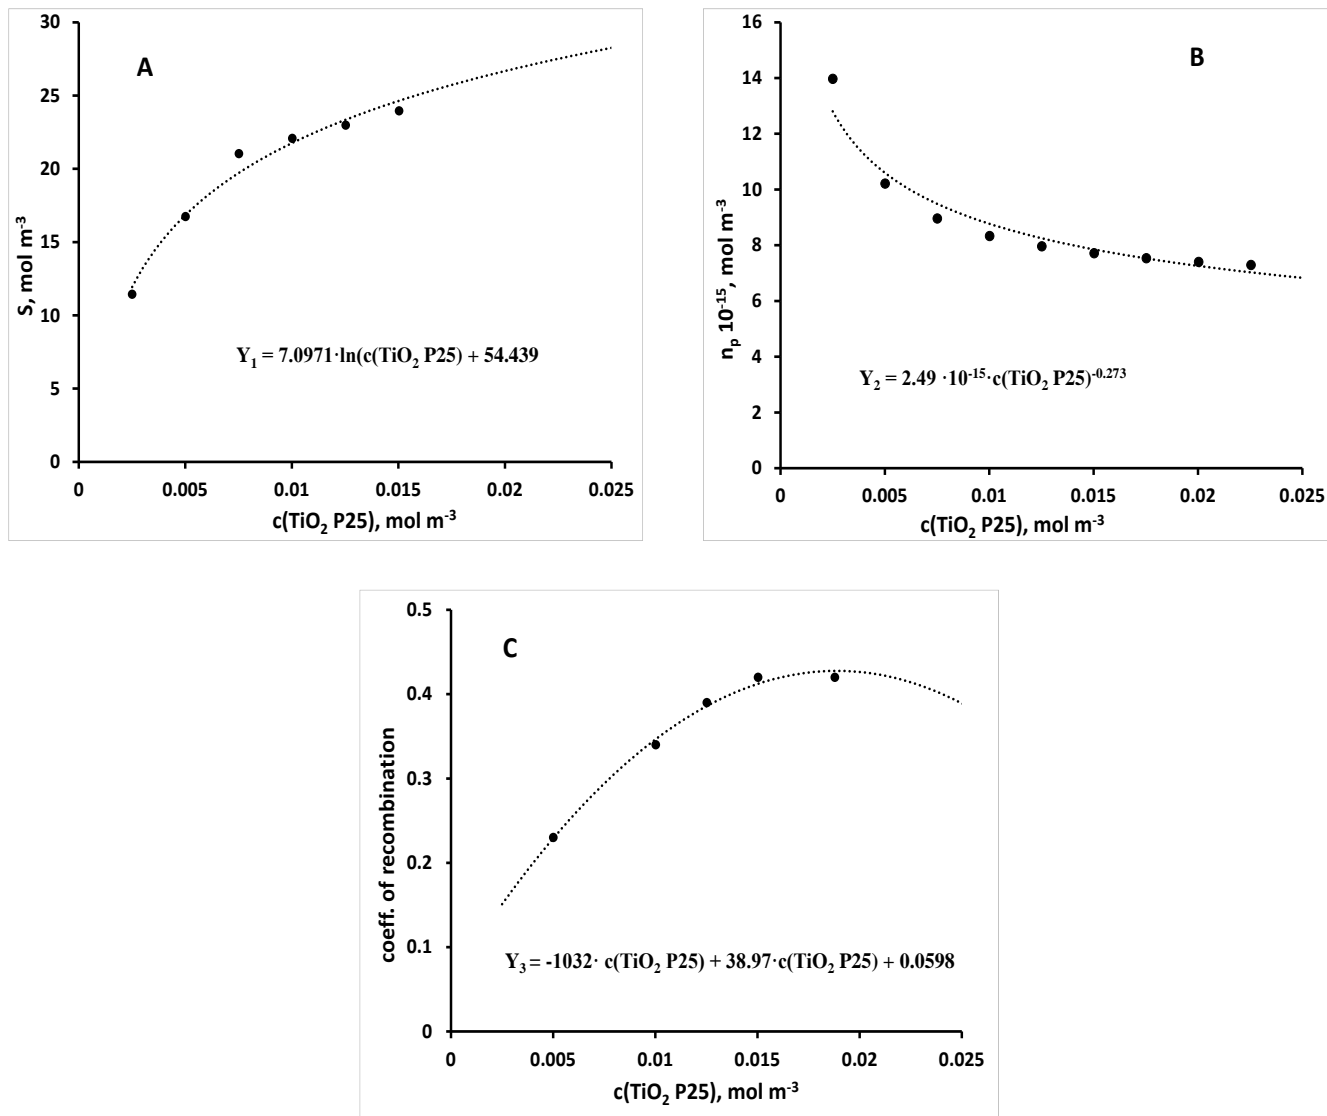 A
30
25
20
15
10
5
0
S, mol m⁻³
0 0.005 0.01 0.015 0.02 0.025
c(TiO₂ P25), mol m⁻³
Y₁ = 7.0971·ln(c(TiO₂ P25) + 54.439
B
16
14
12
10
8
6
4
2
0
nₚ 10⁻¹⁵, mol m⁻³
0 0.005 0.01 0.015 0.02 0.025
c(TiO₂ P25), mol m⁻³
Y₂ = 2.49 ·10⁻¹⁵·c(TiO₂ P25)⁻⁰·²⁷³
C
0.5
0.4
0.3
0.2
0.1
0
coeff. of recombination
0 0.005 0.01 0.015 0.02 0.025
c(TiO₂ P25), mol m⁻³
Y₃ = -1032· c(TiO₂ P25) + 38.97·c(TiO₂ P25) + 0.0598